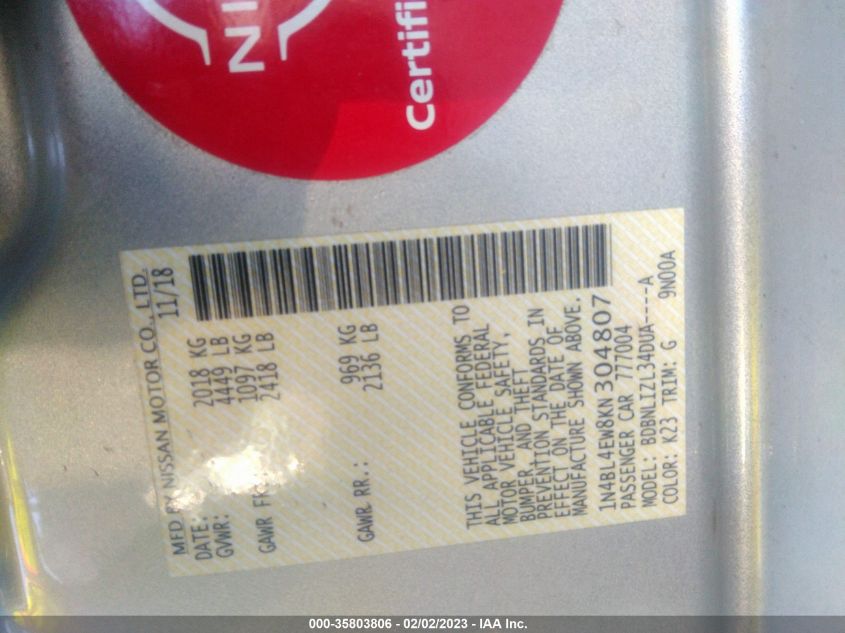 NI
Certifi
MFD BY NISSAN MOTOR CO., LTD.
DATE: 11/18
GVWR: 2018 KG
4449 LB
GAWR FR 1097 KG
2418 LB
GAWR RR.: 969 KG
2136 LB
THIS VEHICLE CONFORMS TO
ALL APPLICABLE FEDERAL
MOTOR VEHICLE SAFETY,
BUMPER, AND THEFT
PREVENTION STANDARDS IN
EFFECT ON THE DATE OF
MANUFACTURE SHOWN ABOVE.
1N4BL4EW8KN304807
PASSENGER CAR 777004
MODEL: BDBNLIZL34DUA----A
COLOR: K23 TRIM: G 9N00A
000-35803806 - 02/02/2023 - IAA Inc.